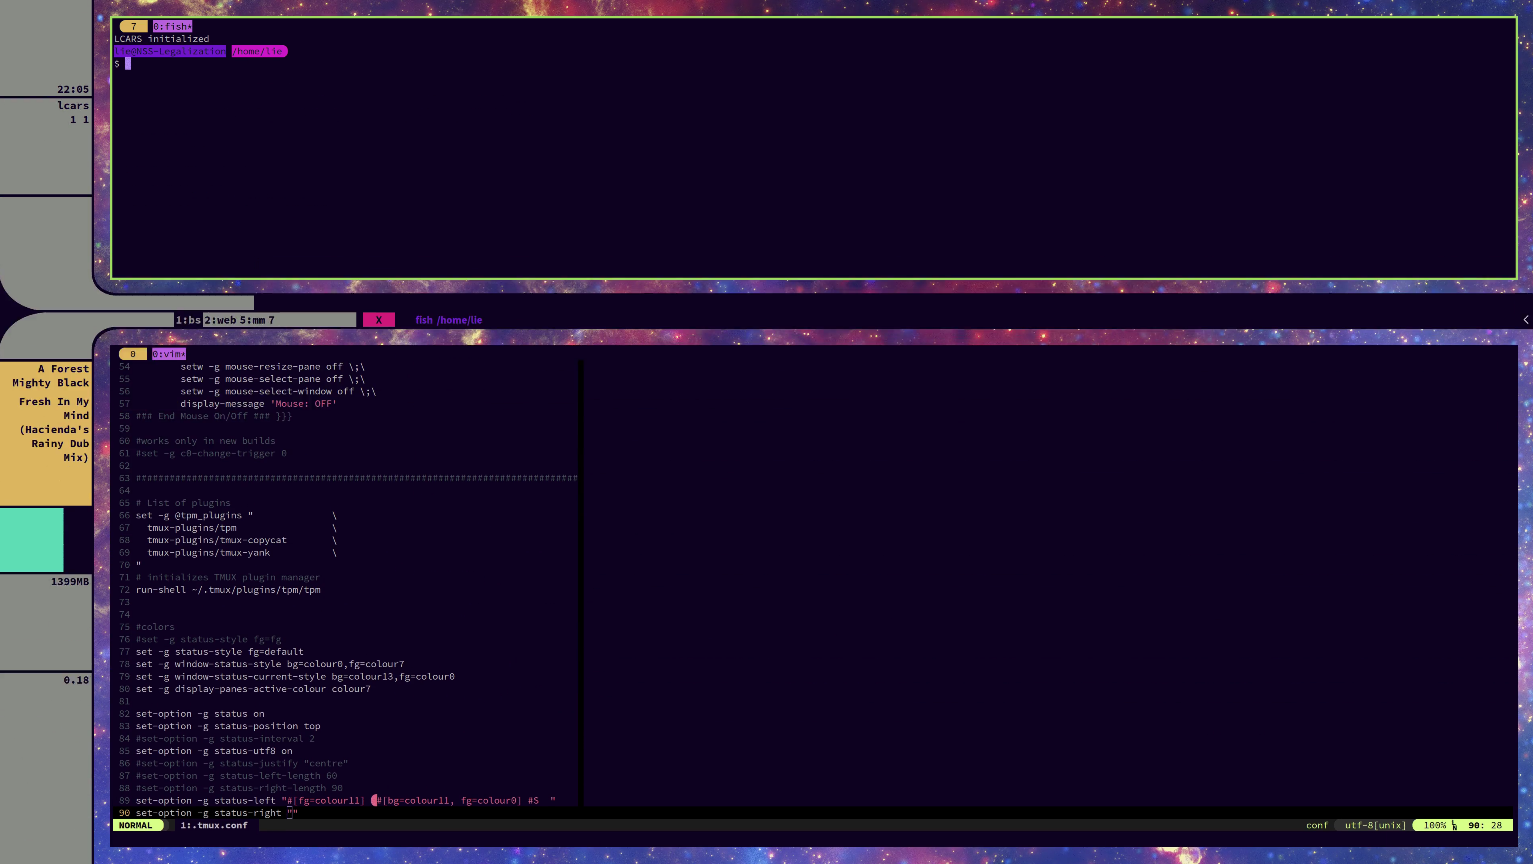 7 0:fish*
LCARS initialized
lie@NSS-Legalization /home/lie
$
22:05
lcars
1 1
1:bs 2:web 5:mm 7 X fish /home/lie <
0 0:vim*
A Forest
Mighty Black
Fresh In My
Mind
(Hacienda's
Rainy Dub
Mix)
1399MB
0.18
54 setw -g mouse-resize-pane off \;\
55 setw -g mouse-select-pane off \;\
56 setw -g mouse-select-window off \;\
57 display-message 'Mouse: OFF'
58 ### End Mouse On/Off ### }}}
59
60 #works only in new builds
61 #set -g c0-change-trigger 0
62
63 ###############################################################################
64
65 # List of plugins
66 set -g @tpm_plugins " \
67 tmux-plugins/tpm \
68 tmux-plugins/tmux-copycat \
69 tmux-plugins/tmux-yank \
70 "
71 # initializes TMUX plugin manager
72 run-shell ~/.tmux/plugins/tpm/tpm
73
74
75 #colors
76 #set -g status-style fg=fg
77 set -g status-style fg=default
78 set -g window-status-style bg=colour0,fg=colour7
79 set -g window-status-current-style bg=colour13,fg=colour0
80 set -g display-panes-active-colour colour7
81
82 set-option -g status on
83 set-option -g status-position top
84 #set-option -g status-interval 2
85 set-option -g status-utf8 on
86 #set-option -g status-justify "centre"
87 #set-option -g status-left-length 60
88 #set-option -g status-right-length 90
89 set-option -g status-left "#[fg=colour11] #[bg=colour11, fg=colour0] #S "
90 set-option -g status-right ""
NORMAL 1:.tmux.conf conf utf-8[unix] 100% 90: 28